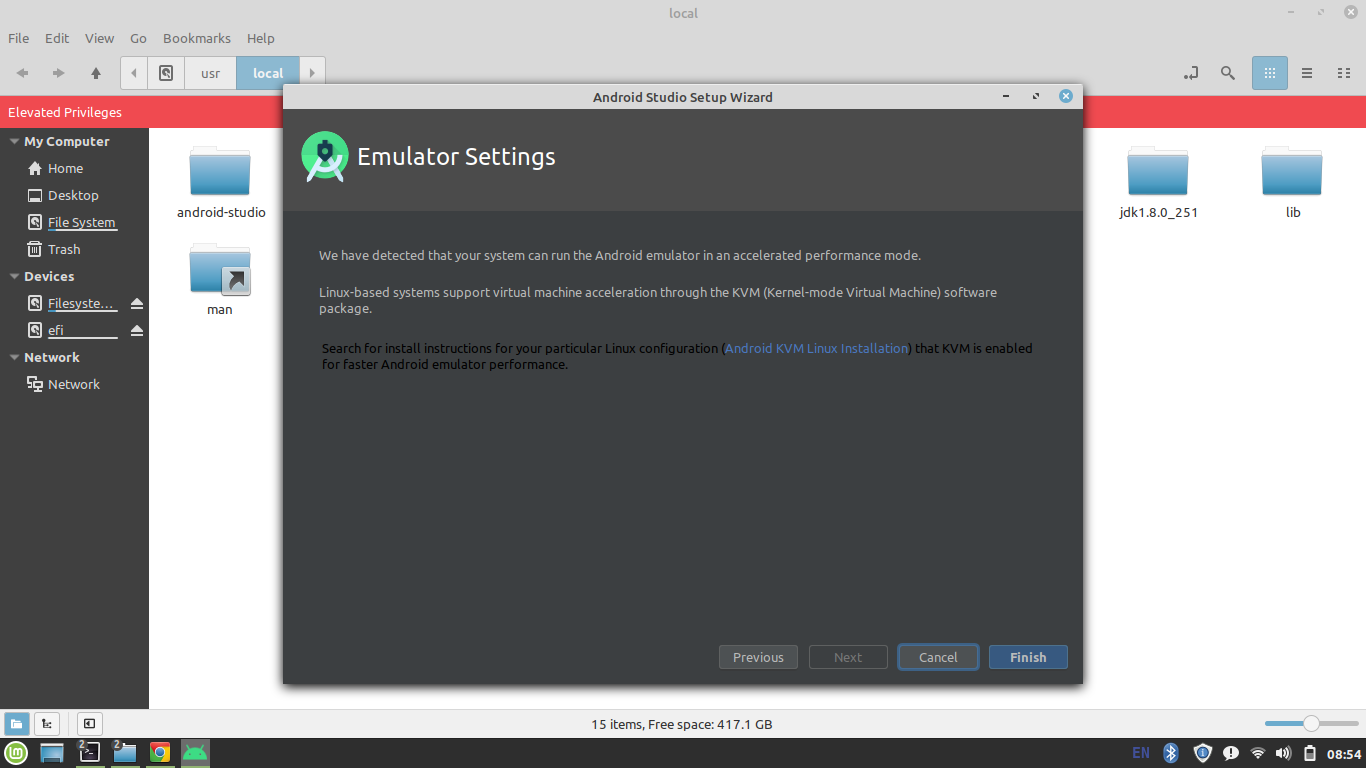 local
File Edit View Go Bookmarks Help
usr local
Elevated Privileges
My Computer
Home
Desktop
File System
Trash
Devices
Filesyste...
efi
Network
Network
android-studio
man
jdk1.8.0_251
lib
Android Studio Setup Wizard
Emulator Settings
We have detected that your system can run the Android emulator in an accelerated performance mode.
Linux-based systems support virtual machine acceleration through the KVM (Kernel-mode Virtual Machine) software
package.
Search for install instructions for your particular Linux configuration (Android KVM Linux Installation) that KVM is enabled
for faster Android emulator performance.
Previous Next Cancel Finish
15 items, Free space: 417.1 GB
2 2 EN 08:54